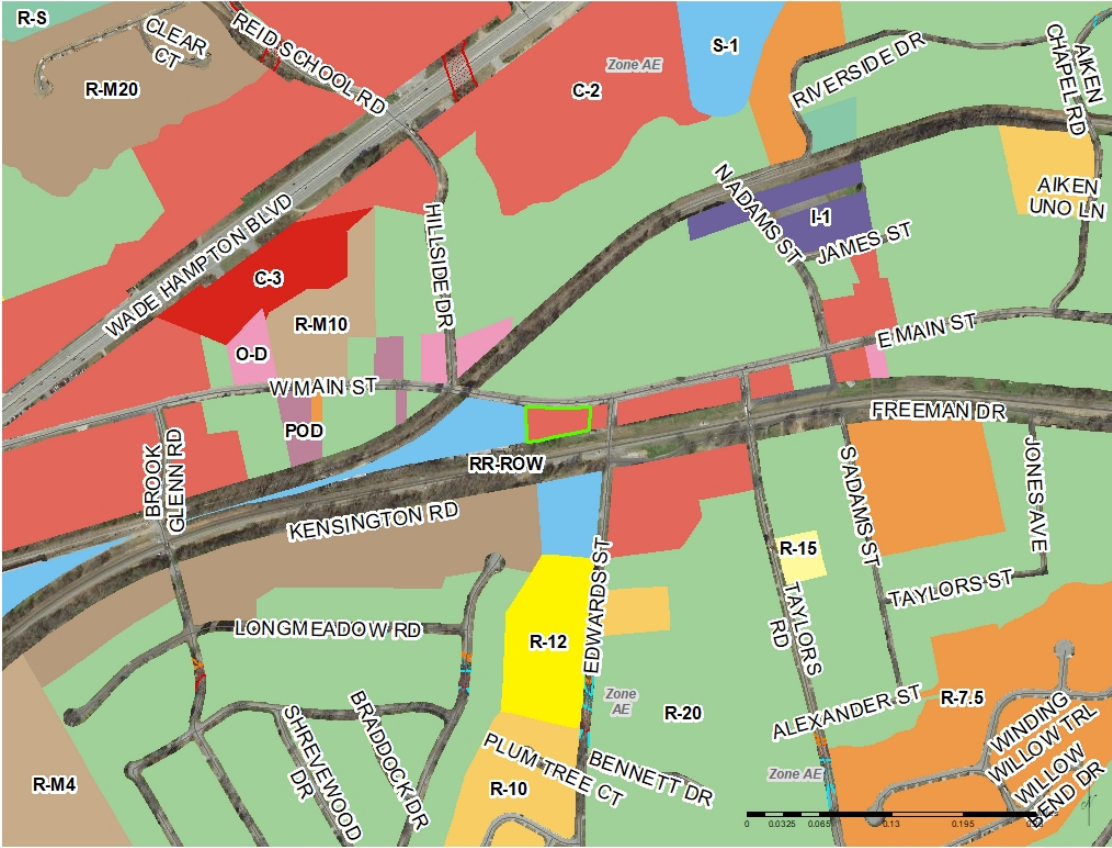 R-S
CLEAR
CT
REID SCHOOL RD
R-M20
Zone AE
S-1
C-2
RIVERSIDE DR
AIKEN
CHAPEL RD
AIKEN
UNO LN
WADE HAMPTON BLVD
HILLSIDE DR
N ADAMS ST
I-1
JAMES ST
C-3
R-M10
O-D
W MAIN ST
E MAIN ST
POD
FREEMAN DR
BROOK
GLENN RD
RR-ROW
KENSINGTON RD
S ADAMS ST
JONES AVE
R-15
TAYLORS ST
TAYLORS
RD
EDWARDS ST
LONGMEADOW RD
R-12
Zone
AE
R-20
R-7.5
ALEXANDER ST
WINDING
WILLOW TRL
WILLOW
BEND DR
SHREVEWOOD
DR
BRADDOCK DR
PLUM TREE CT
BENNETT DR
Zone AE
R-M4
R-10
0 0.0325 0.065 0.13 0.195